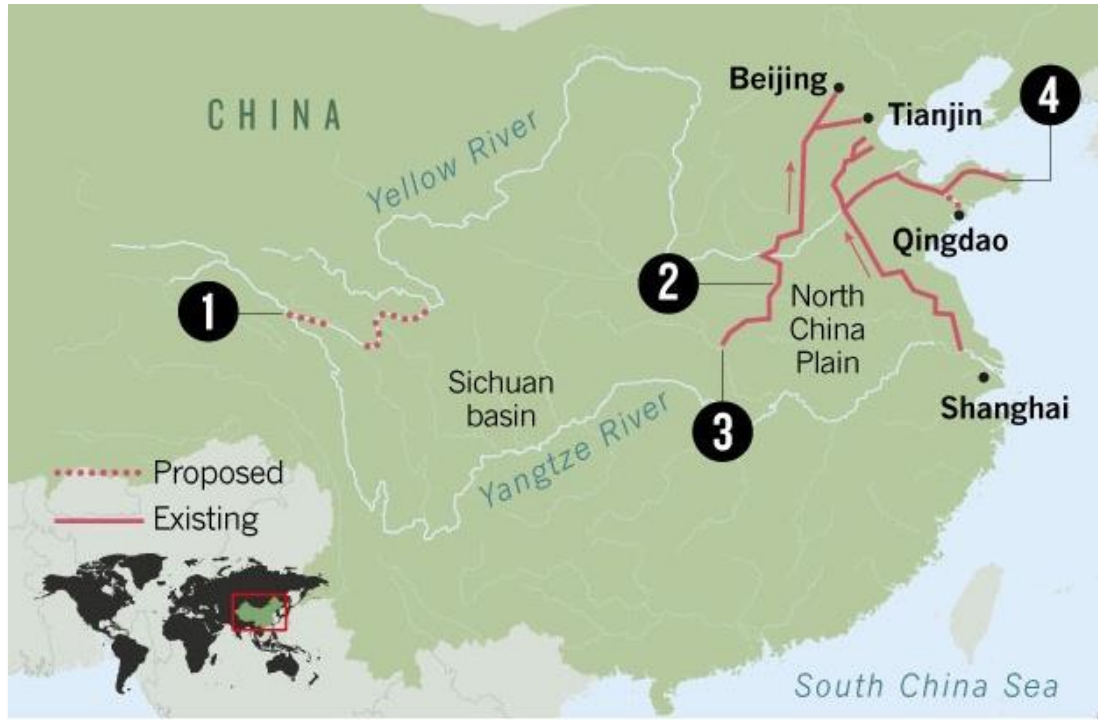 CHINA
Yellow River
Beijing
Tianjin
4
Qingdao
1
2
North
China
Plain
Sichuan
basin
Yangtze River
3
Shanghai
Proposed
Existing
South China Sea